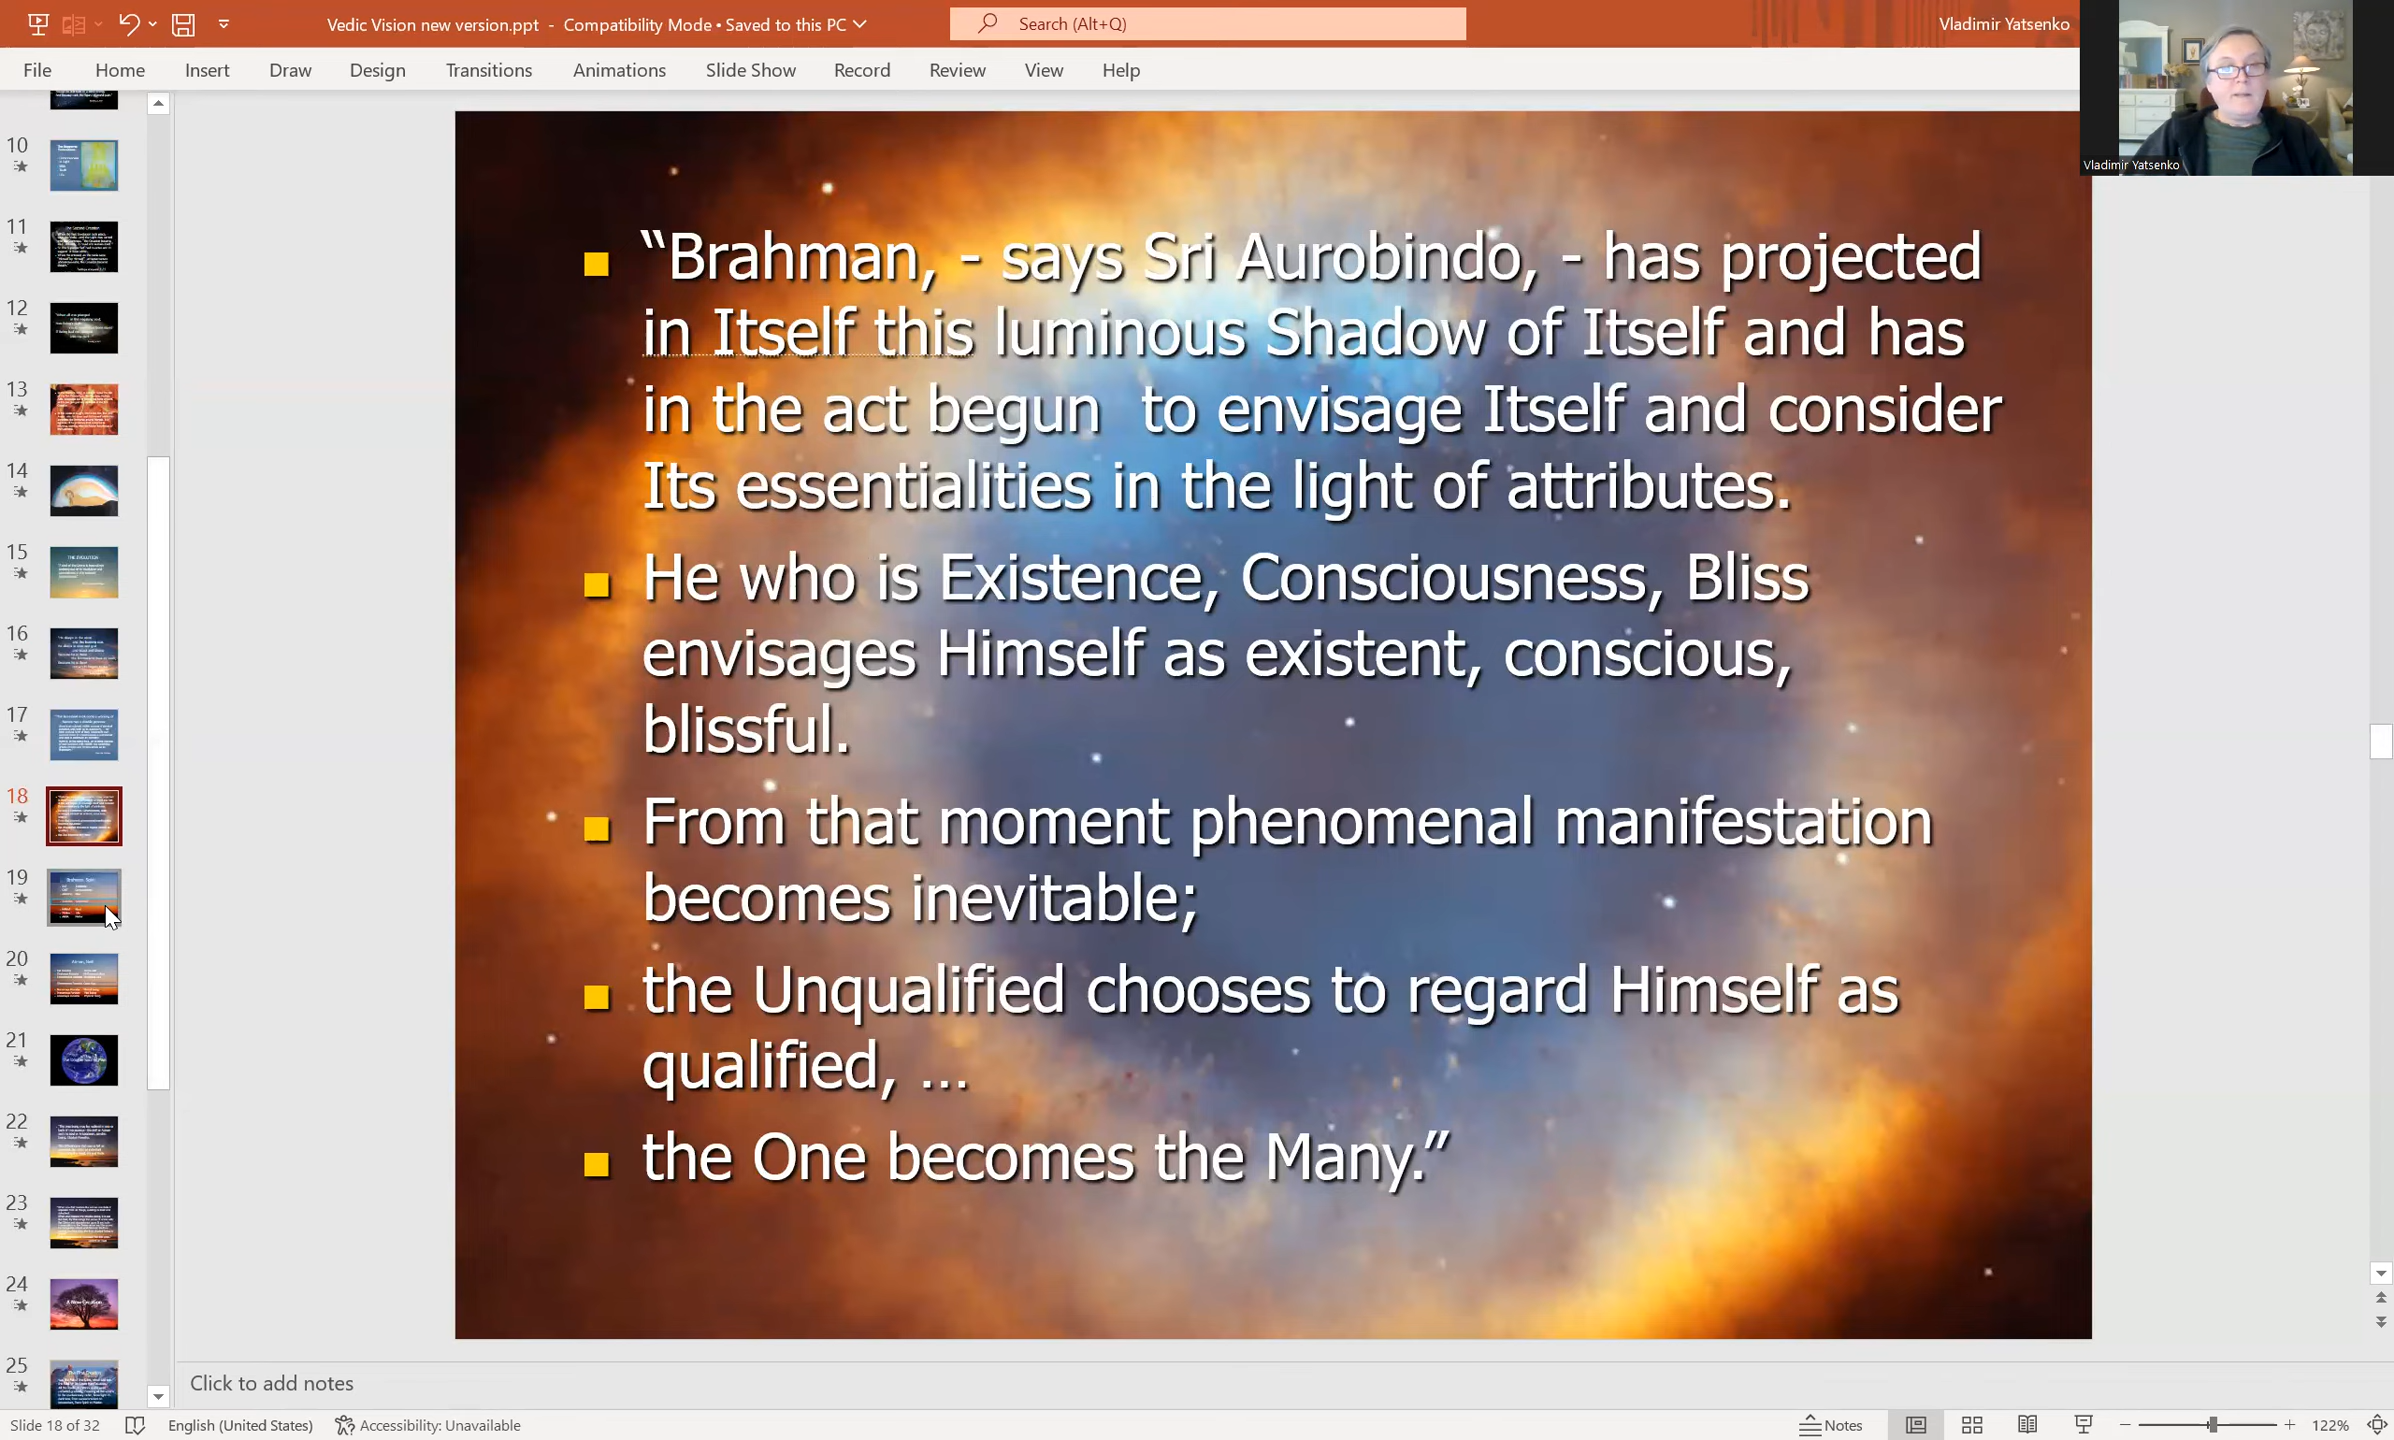 Vedic Vision new version.ppt - Compatibility Mode • Saved to this PC
Search (Alt+Q)
Vladimir Yatsenko
File Home Insert Draw Design Transitions Animations Slide Show Record Review View Help
Vladimir Yatsenko
10
11
12
13
14
15
16
17
18
19
20
21
22
23
24
25
“Brahman, - says Sri Aurobindo, - has projected
in Itself this luminous Shadow of Itself and has
in the act begun  to envisage Itself and consider
Its essentialities in the light of attributes.
He who is Existence, Consciousness, Bliss
envisages Himself as existent, conscious,
blissful.
From that moment phenomenal manifestation
becomes inevitable;
the Unqualified chooses to regard Himself as
qualified, …
the One becomes the Many.”
Click to add notes
Slide 18 of 32 English (United States) Accessibility: Unavailable Notes 122%